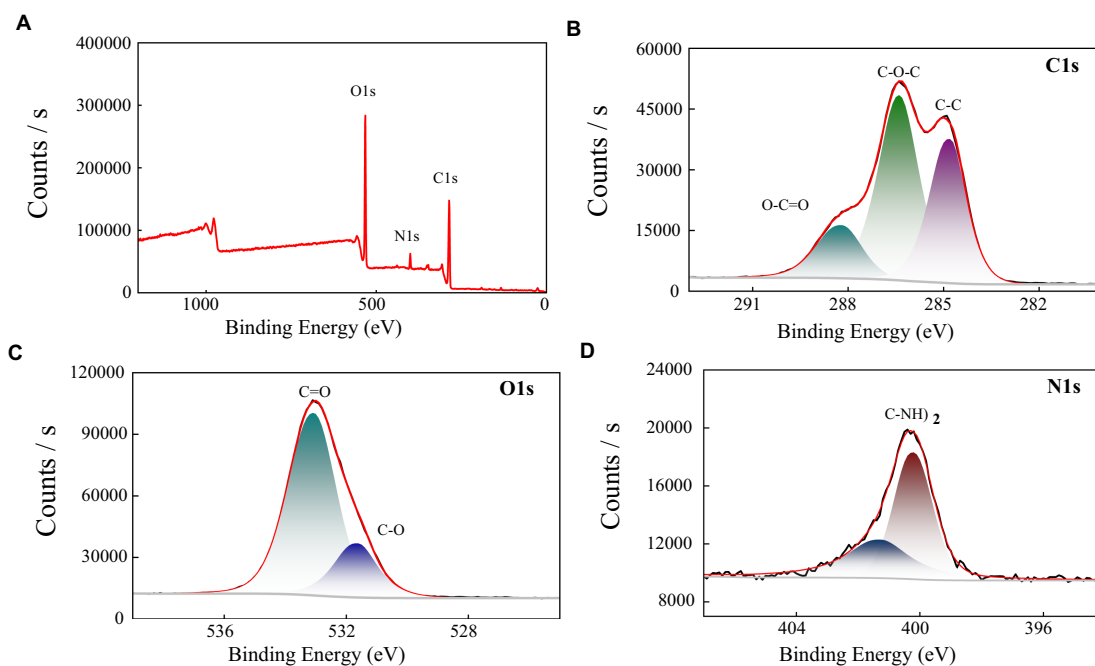 A
400000
300000
200000
100000
0
1000
500
0
Counts / s
Binding Energy (eV)
O1s
N1s
C1s
B
60000
45000
30000
15000
0
291
288
285
282
Counts / s
Binding Energy (eV)
C1s
C-O-C
C-C
O-C=O
C
120000
90000
60000
30000
0
536
532
528
Counts / s
Binding Energy (eV)
O1s
C=O
C-O
D
24000
20000
16000
12000
8000
404
400
396
Counts / s
Binding Energy (eV)
N1s
C-NH) 2